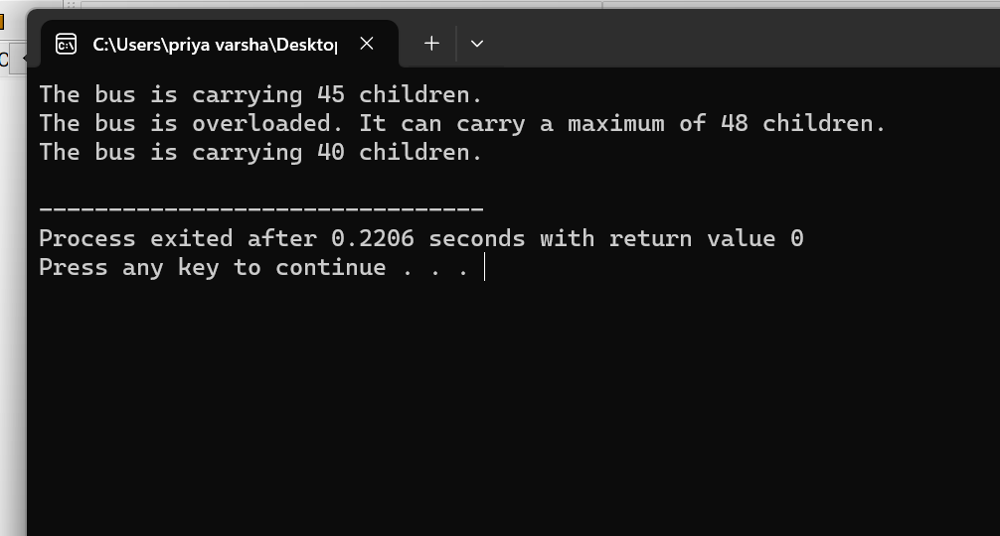 C:\Users\priya varsha\Deskto
The bus is carrying 45 children.
The bus is overloaded. It can carry a maximum of 48 children.
The bus is carrying 40 children.
--------------------------------
Process exited after 0.2206 seconds with return value 0
Press any key to continue . . .